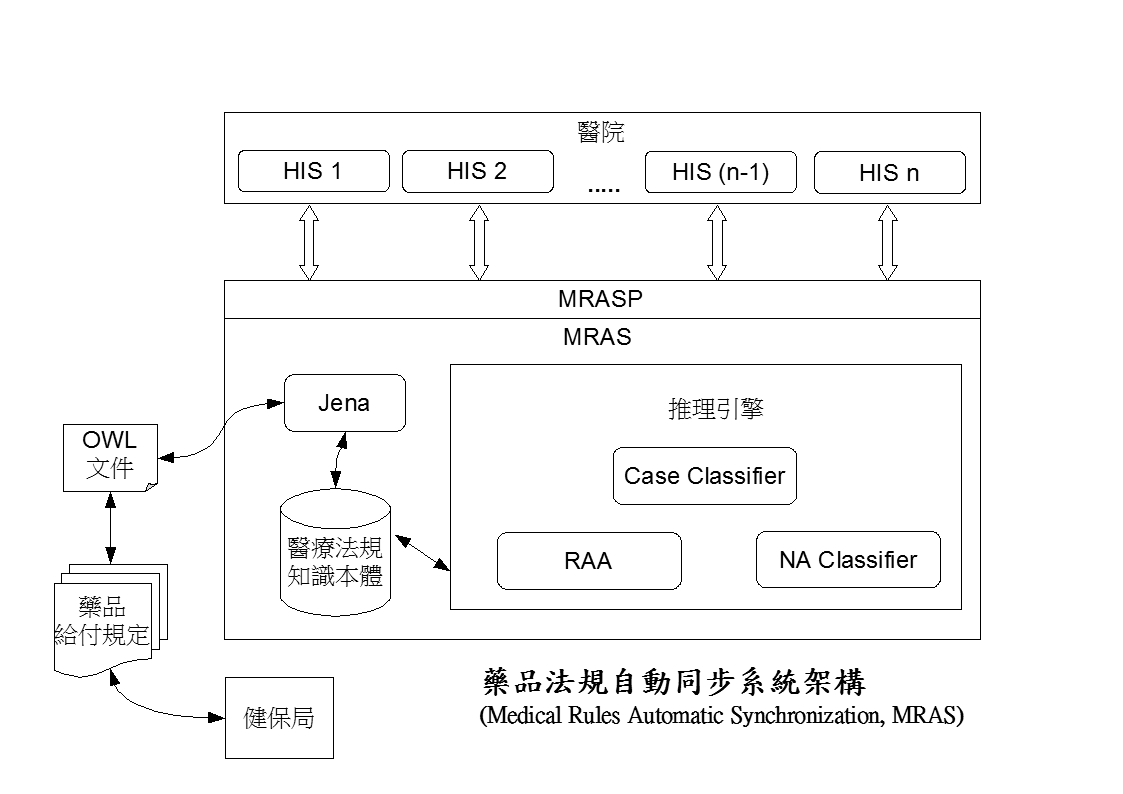 醫院
HIS 1
HIS 2
.....
HIS (n-1)
HIS n
MRASP
MRAS
Jena
推理引擎
OWL
文件
Case Classifier
醫療法規
知識本體
RAA
NA Classifier
藥品
給付規定
藥品法規自動同步系統架構
(Medical Rules Automatic Synchronization, MRAS)
健保局